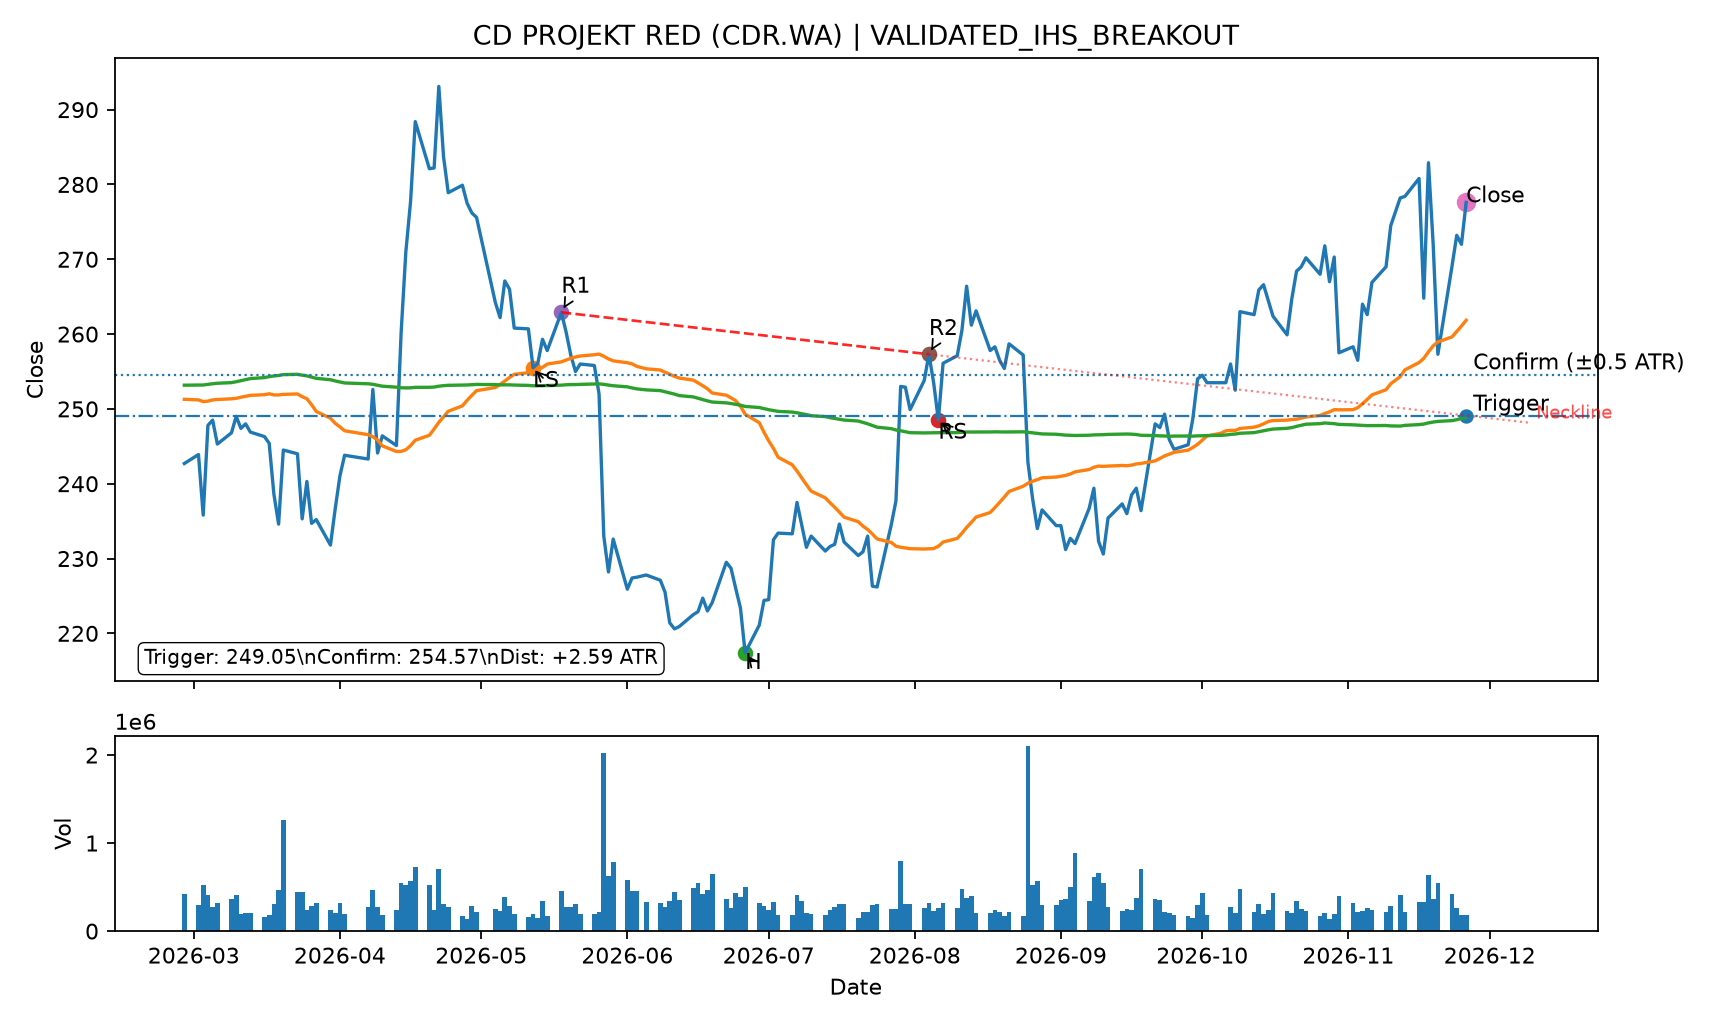 CD PROJEKT RED (CDR.WA) | VALIDATED_IHS_BREAKOUT
Close
290
280
270
260
250
240
230
220
R1
LS
H
R2
RS
Close
Confirm (±0.5 ATR)
Trigger
Neckline
Trigger: 249.05\nConfirm: 254.57\nDist: +2.59 ATR
1e6
Vol
2
1
0
2026-03 2026-04 2026-05 2026-06 2026-07 2026-08 2026-09 2026-10 2026-11 2026-12
Date